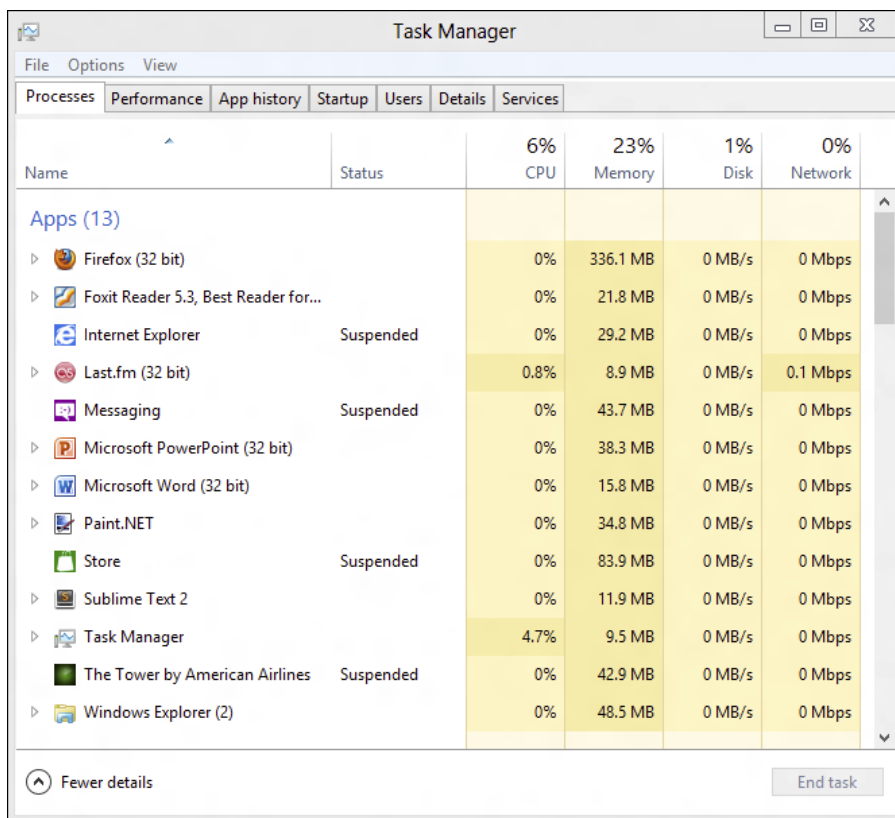 Task Manager
File Options View
Processes Performance App history Startup Users Details Services
6% 23% 1% 0%
Name Status CPU Memory Disk Network
Apps (13)
Firefox (32 bit) 0% 336.1 MB 0 MB/s 0 Mbps
Foxit Reader 5.3, Best Reader for... 0% 21.8 MB 0 MB/s 0 Mbps
Internet Explorer Suspended 0% 29.2 MB 0 MB/s 0 Mbps
Last.fm (32 bit) 0.8% 8.9 MB 0 MB/s 0.1 Mbps
Messaging Suspended 0% 43.7 MB 0 MB/s 0 Mbps
Microsoft PowerPoint (32 bit) 0% 38.3 MB 0 MB/s 0 Mbps
Microsoft Word (32 bit) 0% 15.8 MB 0 MB/s 0 Mbps
Paint.NET 0% 34.8 MB 0 MB/s 0 Mbps
Store Suspended 0% 83.9 MB 0 MB/s 0 Mbps
Sublime Text 2 0% 11.9 MB 0 MB/s 0 Mbps
Task Manager 4.7% 9.5 MB 0 MB/s 0 Mbps
The Tower by American Airlines Suspended 0% 42.9 MB 0 MB/s 0 Mbps
Windows Explorer (2) 0% 48.5 MB 0 MB/s 0 Mbps
Fewer details End task